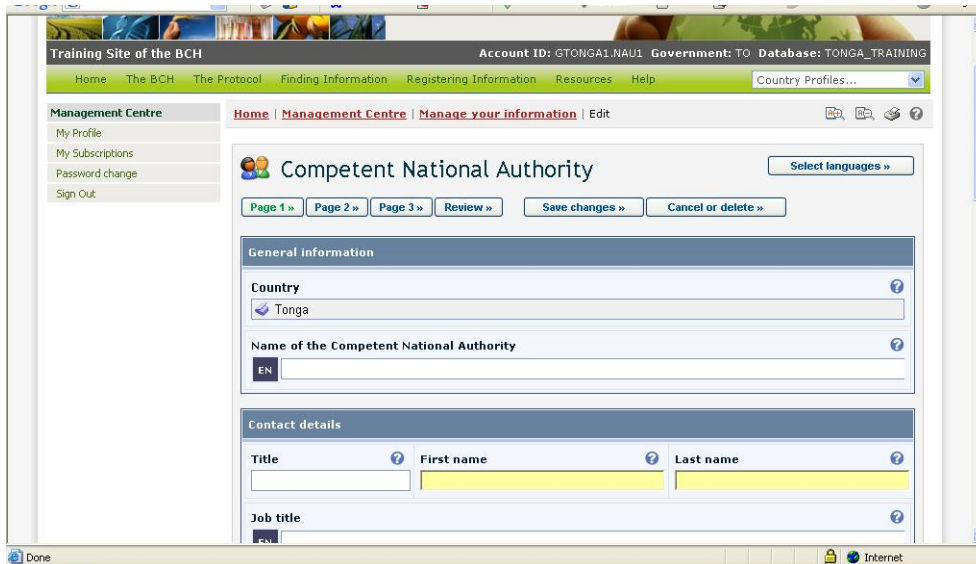 Training Site of the BCH
Account ID: GTONGA1.NAU1 Government: TO Database: TONGA_TRAINING
Home The BCH The Protocol Finding Information Registering Information Resources Help Country Profiles...
Management Centre
My Profile
My Subscriptions
Password change
Sign Out
Home | Management Centre | Manage your information | Edit
Competent National Authority
Select languages »
Page 1 » Page 2 » Page 3 » Review » Save changes » Cancel or delete »
General information
Country
Tonga
Name of the Competent National Authority
EN
Contact details
Title First name Last name
Job title
EN
Done
Internet